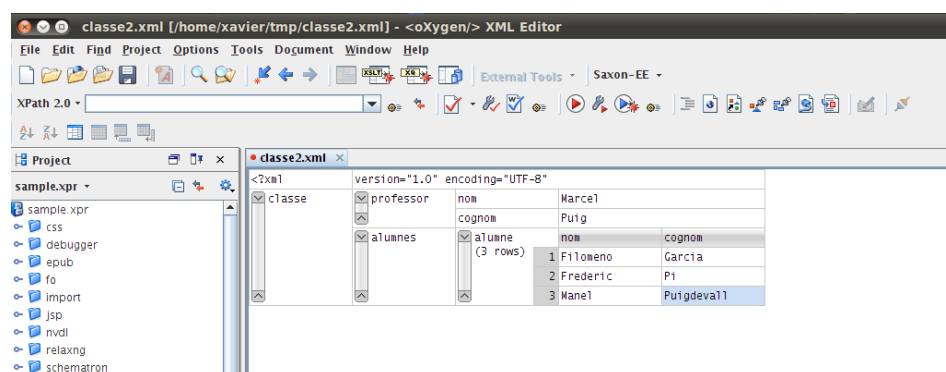 classe2.xml [/home/xavier/tmp/classe2.xml] - <oXygen/> XML Editor
File Edit Find Project Options Tools Document Window Help
External Tools Saxon-EE
XPath 2.0
Project
classe2.xml
sample.xpr
sample.xpr
css
debugger
epub
fo
import
jsp
nvdl
relaxng
schematron
<?xml version="1.0" encoding="UTF-8"
classe professor nom Marcel
cognom Puig
alumnes alumne (3 rows) nom cognom
1 Filomeno Garcia
2 Frederic Pi
3 Manel Puigdevall